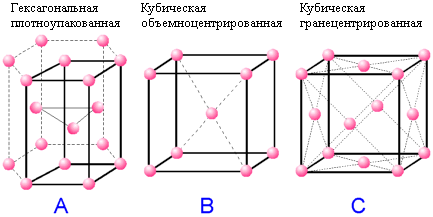 Гексагональная
плотноупакованная
Кубическая
объемноцентрированная
Кубическая
гранецентрированная
A
B
C